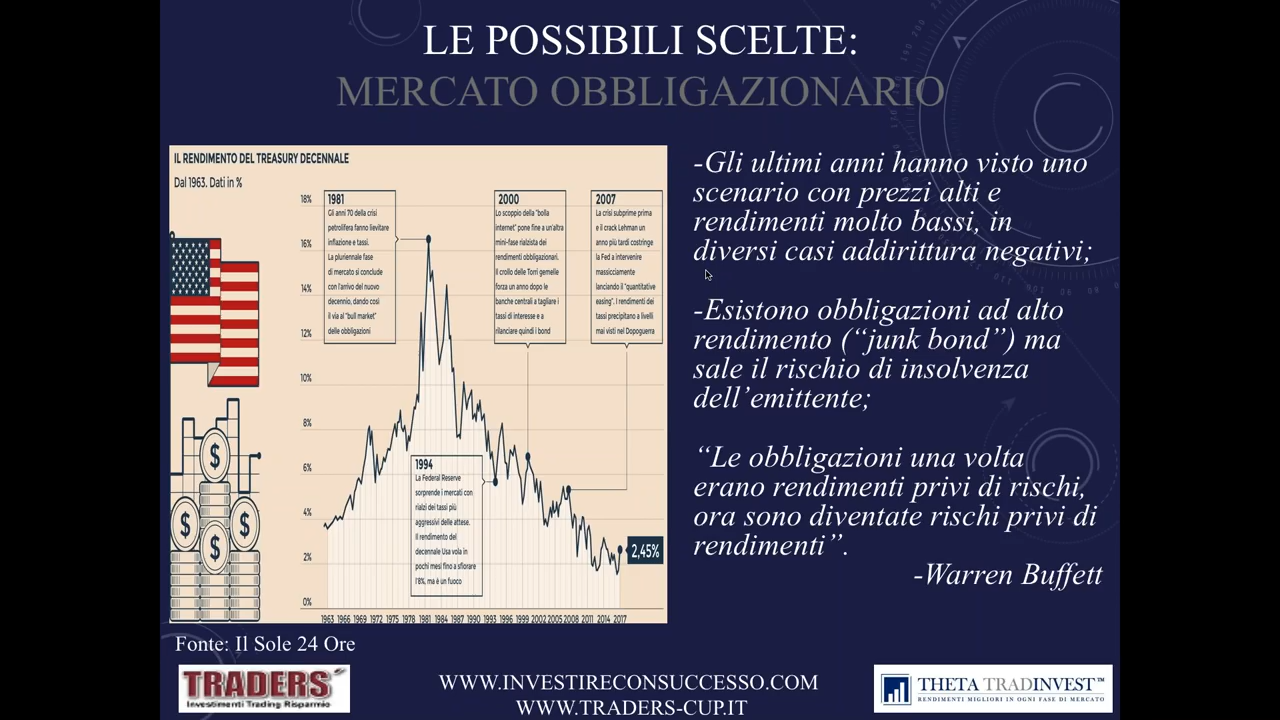 LE POSSIBILI SCELTE:
MERCATO OBBLIGAZIONARIO
IL RENDIMENTO DEL TREASURY DECENNALE
Dal 1963. Dati in %
18%
16%
14%
12%
10%
8%
6%
4%
2%
0%
1981
Gli anni 70 della crisi
petrolifera fanno lievitare
inflazione e tassi.
La pluriennale fase
di mercato si conclude
con l'arrivo del nuovo
decennio, dando così
il via al "bull market"
delle obbligazioni
2000
Lo scoppio della "bolla
internet" pone fine a un'altra
mini-fase rialzista dei
rendimenti obbligazionari.
Il crollo delle Torri gemelle
forza un anno dopo le
banche centrali a tagliare i
tassi di interesse e a
rilanciare quindi i bond
2007
La crisi subprime prima
e il crack Lehman un
anno più tardi costringe
la Fed a intervenire
massicciamente
lanciando il "quantitative
easing". I rendimenti dei
tassi precipitano a livelli
mai visti nel Dopoguerra
1994
La Federal Reserve
sorprende i mercati con
rialzi dei tassi più
aggressivi delle attese.
Il rendimento del
decennale Usa vola in
pochi mesi fino a sfiorare
l'8%, ma è un fuoco
2,45%
1963 1966 1969 1972 1975 1978 1981 1984 1987 1990 1993 1996 1999 2002 2005 2008 2011 2014 2017
$
$ $
$
Fonte: Il Sole 24 Ore
-Gli ultimi anni hanno visto uno
scenario con prezzi alti e
rendimenti molto bassi, in
diversi casi addirittura negativi;
-Esistono obbligazioni ad alto
rendimento (“junk bond”) ma
sale il rischio di insolvenza
dell’emittente;
“Le obbligazioni una volta
erano rendimenti privi di rischi,
ora sono diventate rischi privi di
rendimenti”.
-Warren Buffett
TRADERS'
Investimenti Trading Risparmio
WWW.INVESTIRECONSUCCESSO.COM
WWW.TRADERS-CUP.IT
THETA TRADINVEST™
RENDIMENTI MIGLIORI IN OGNI FASE DI MERCATO